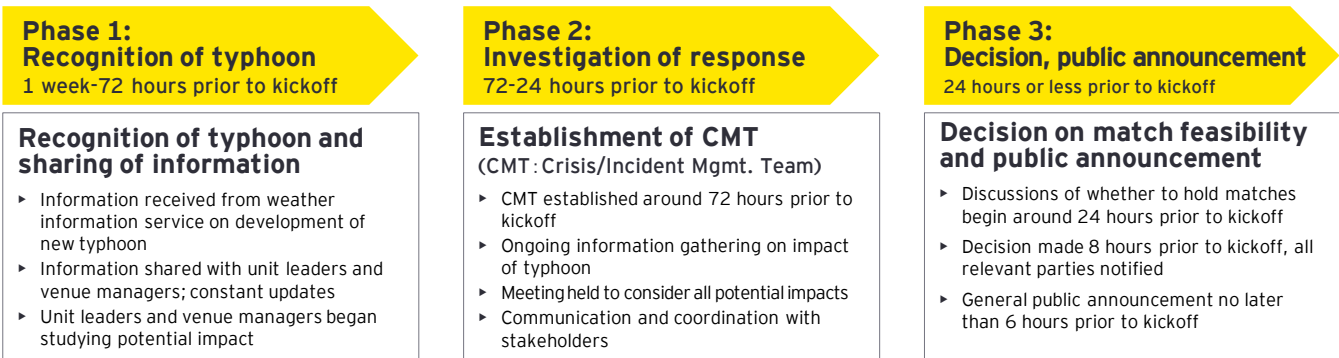 Phase 1:
Recognition of typhoon
1 week-72 hours prior to kickoff
Recognition of typhoon and
sharing of information
▸ Information received from weather
information service on development of
new typhoon
▸ Information shared with unit leaders and
venue managers; constant updates
▸ Unit leaders and venue managers began
studying potential impact
Phase 2:
Investigation of response
72-24 hours prior to kickoff
Establishment of CMT
(CMT:Crisis/Incident Mgmt. Team)
▸ CMT established around 72 hours prior to
kickoff
▸ Ongoing information gathering on impact
of typhoon
▸ Meeting held to consider all potential impacts
▸ Communication and coordination with
stakeholders
Phase 3:
Decision, public announcement
24 hours or less prior to kickoff
Decision on match feasibility
and public announcement
▸ Discussions of whether to hold matches
begin around 24 hours prior to kickoff
▸ Decision made 8 hours prior to kickoff, all
relevant parties notified
▸ General public announcement no later
than 6 hours prior to kickoff